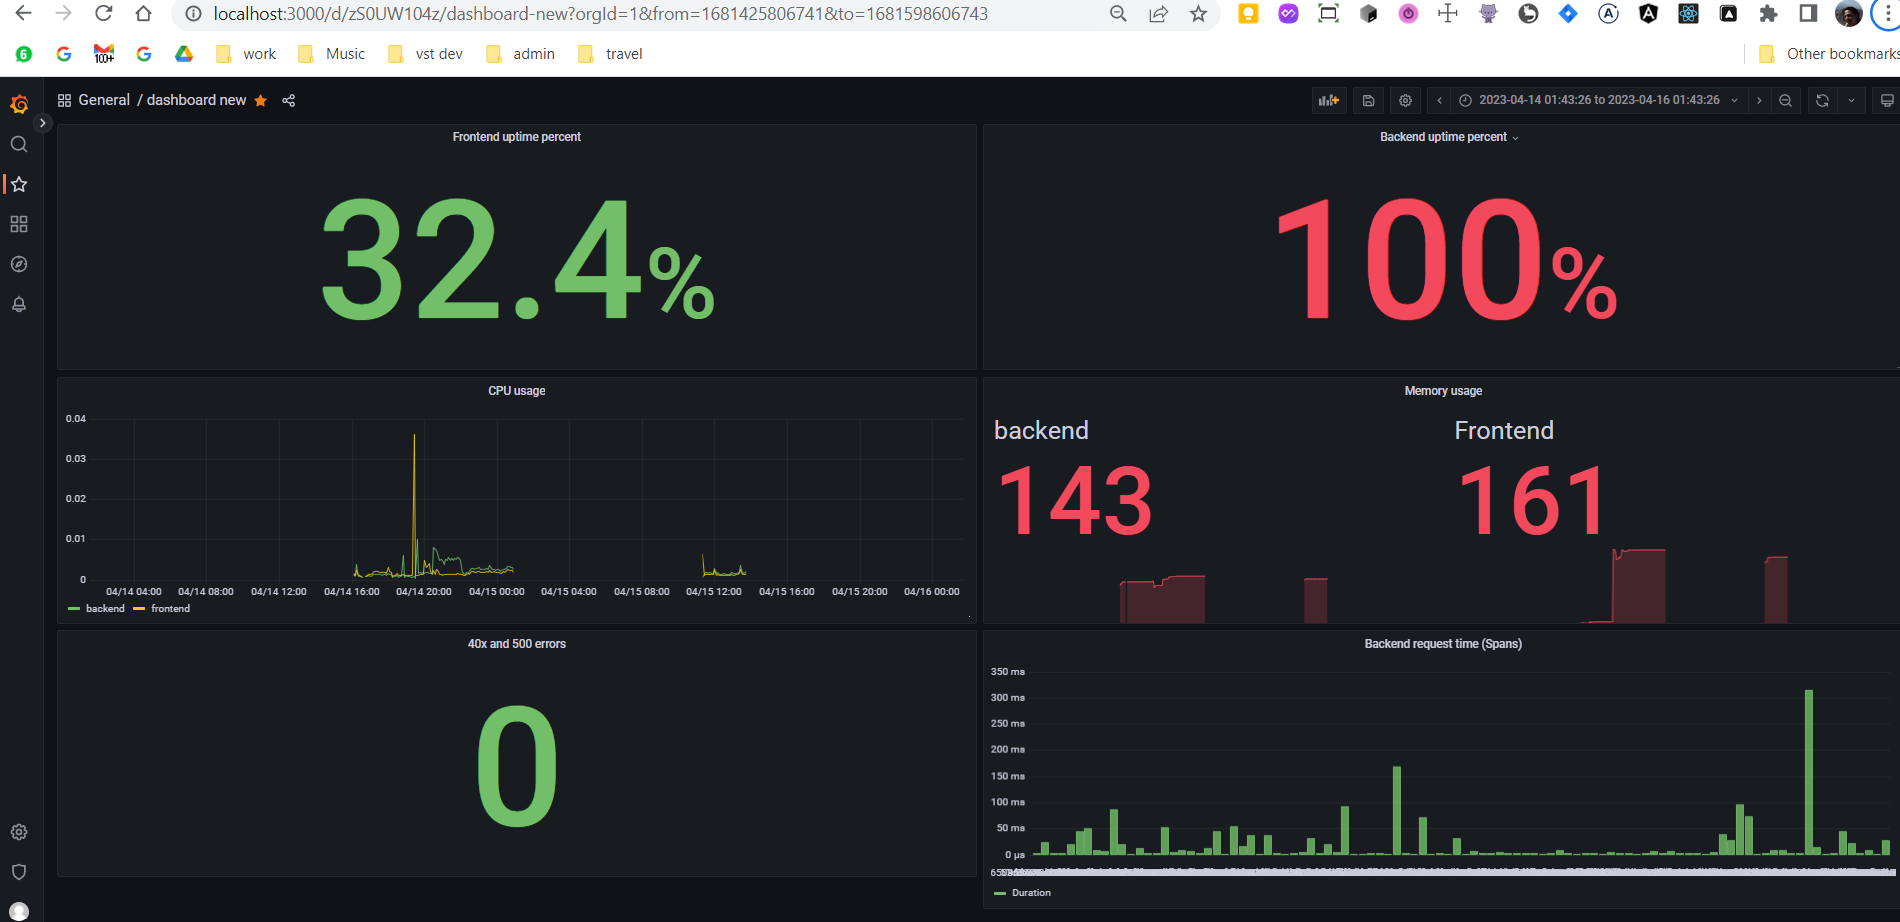 localhost:3000/d/zS0UW104z/dashboard-new?orgId=1&from=1681425806741&to=1681598606743
6
100+
work
Music
vst dev
admin
travel
Other bookmarks
General / dashboard new
2023-04-14 01:43:26 to 2023-04-16 01:43:26
Frontend uptime percent
32.4%
Backend uptime percent
100%
CPU usage
0.04
0.03
0.02
0.01
0
04/14 04:00 04/14 08:00 04/14 12:00 04/14 16:00 04/14 20:00 04/15 00:00 04/15 04:00 04/15 08:00 04/15 12:00 04/15 16:00 04/15 20:00 04/16 00:00
backend frontend
Memory usage
backend
143
Frontend
161
40x and 500 errors
0
Backend request time (Spans)
350 ms
300 ms
250 ms
200 ms
150 ms
100 ms
50 ms
0 µs
Duration